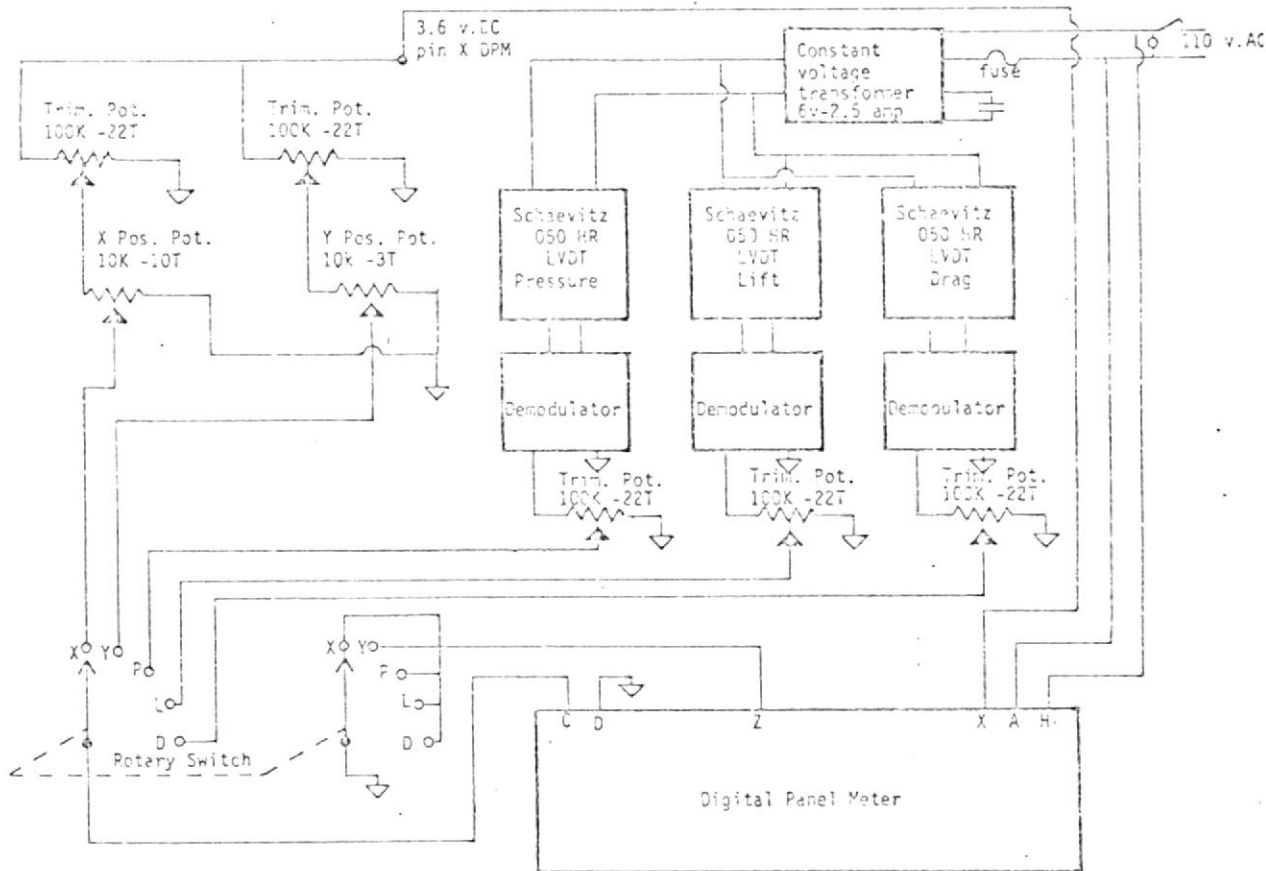 3.6 v.DC
pin X DPM
110 v.AC
Constant
voltage
transformer
6v-2.5 amp
fuse
Trim. Pot.
100K -22T
Trim. Pot.
100K -22T
X Pos. Pot.
10K -10T
Y Pos. Pot.
10k -3T
Schaevitz
050 HR
LVDT
Pressure
Schaevitz
050 HR
LVDT
Lift
Schaevitz
050 HR
LVDT
Drag
Demodulator
Demodulator
Demodulator
Trim. Pot.
100K -22T
Trim. Pot.
100K -22T
Trim. Pot.
100K -22T
X
Y
P
L
D
Rotary Switch
X
Y
P
L
D
C
D
Z
X
A
H
Digital Panel Meter